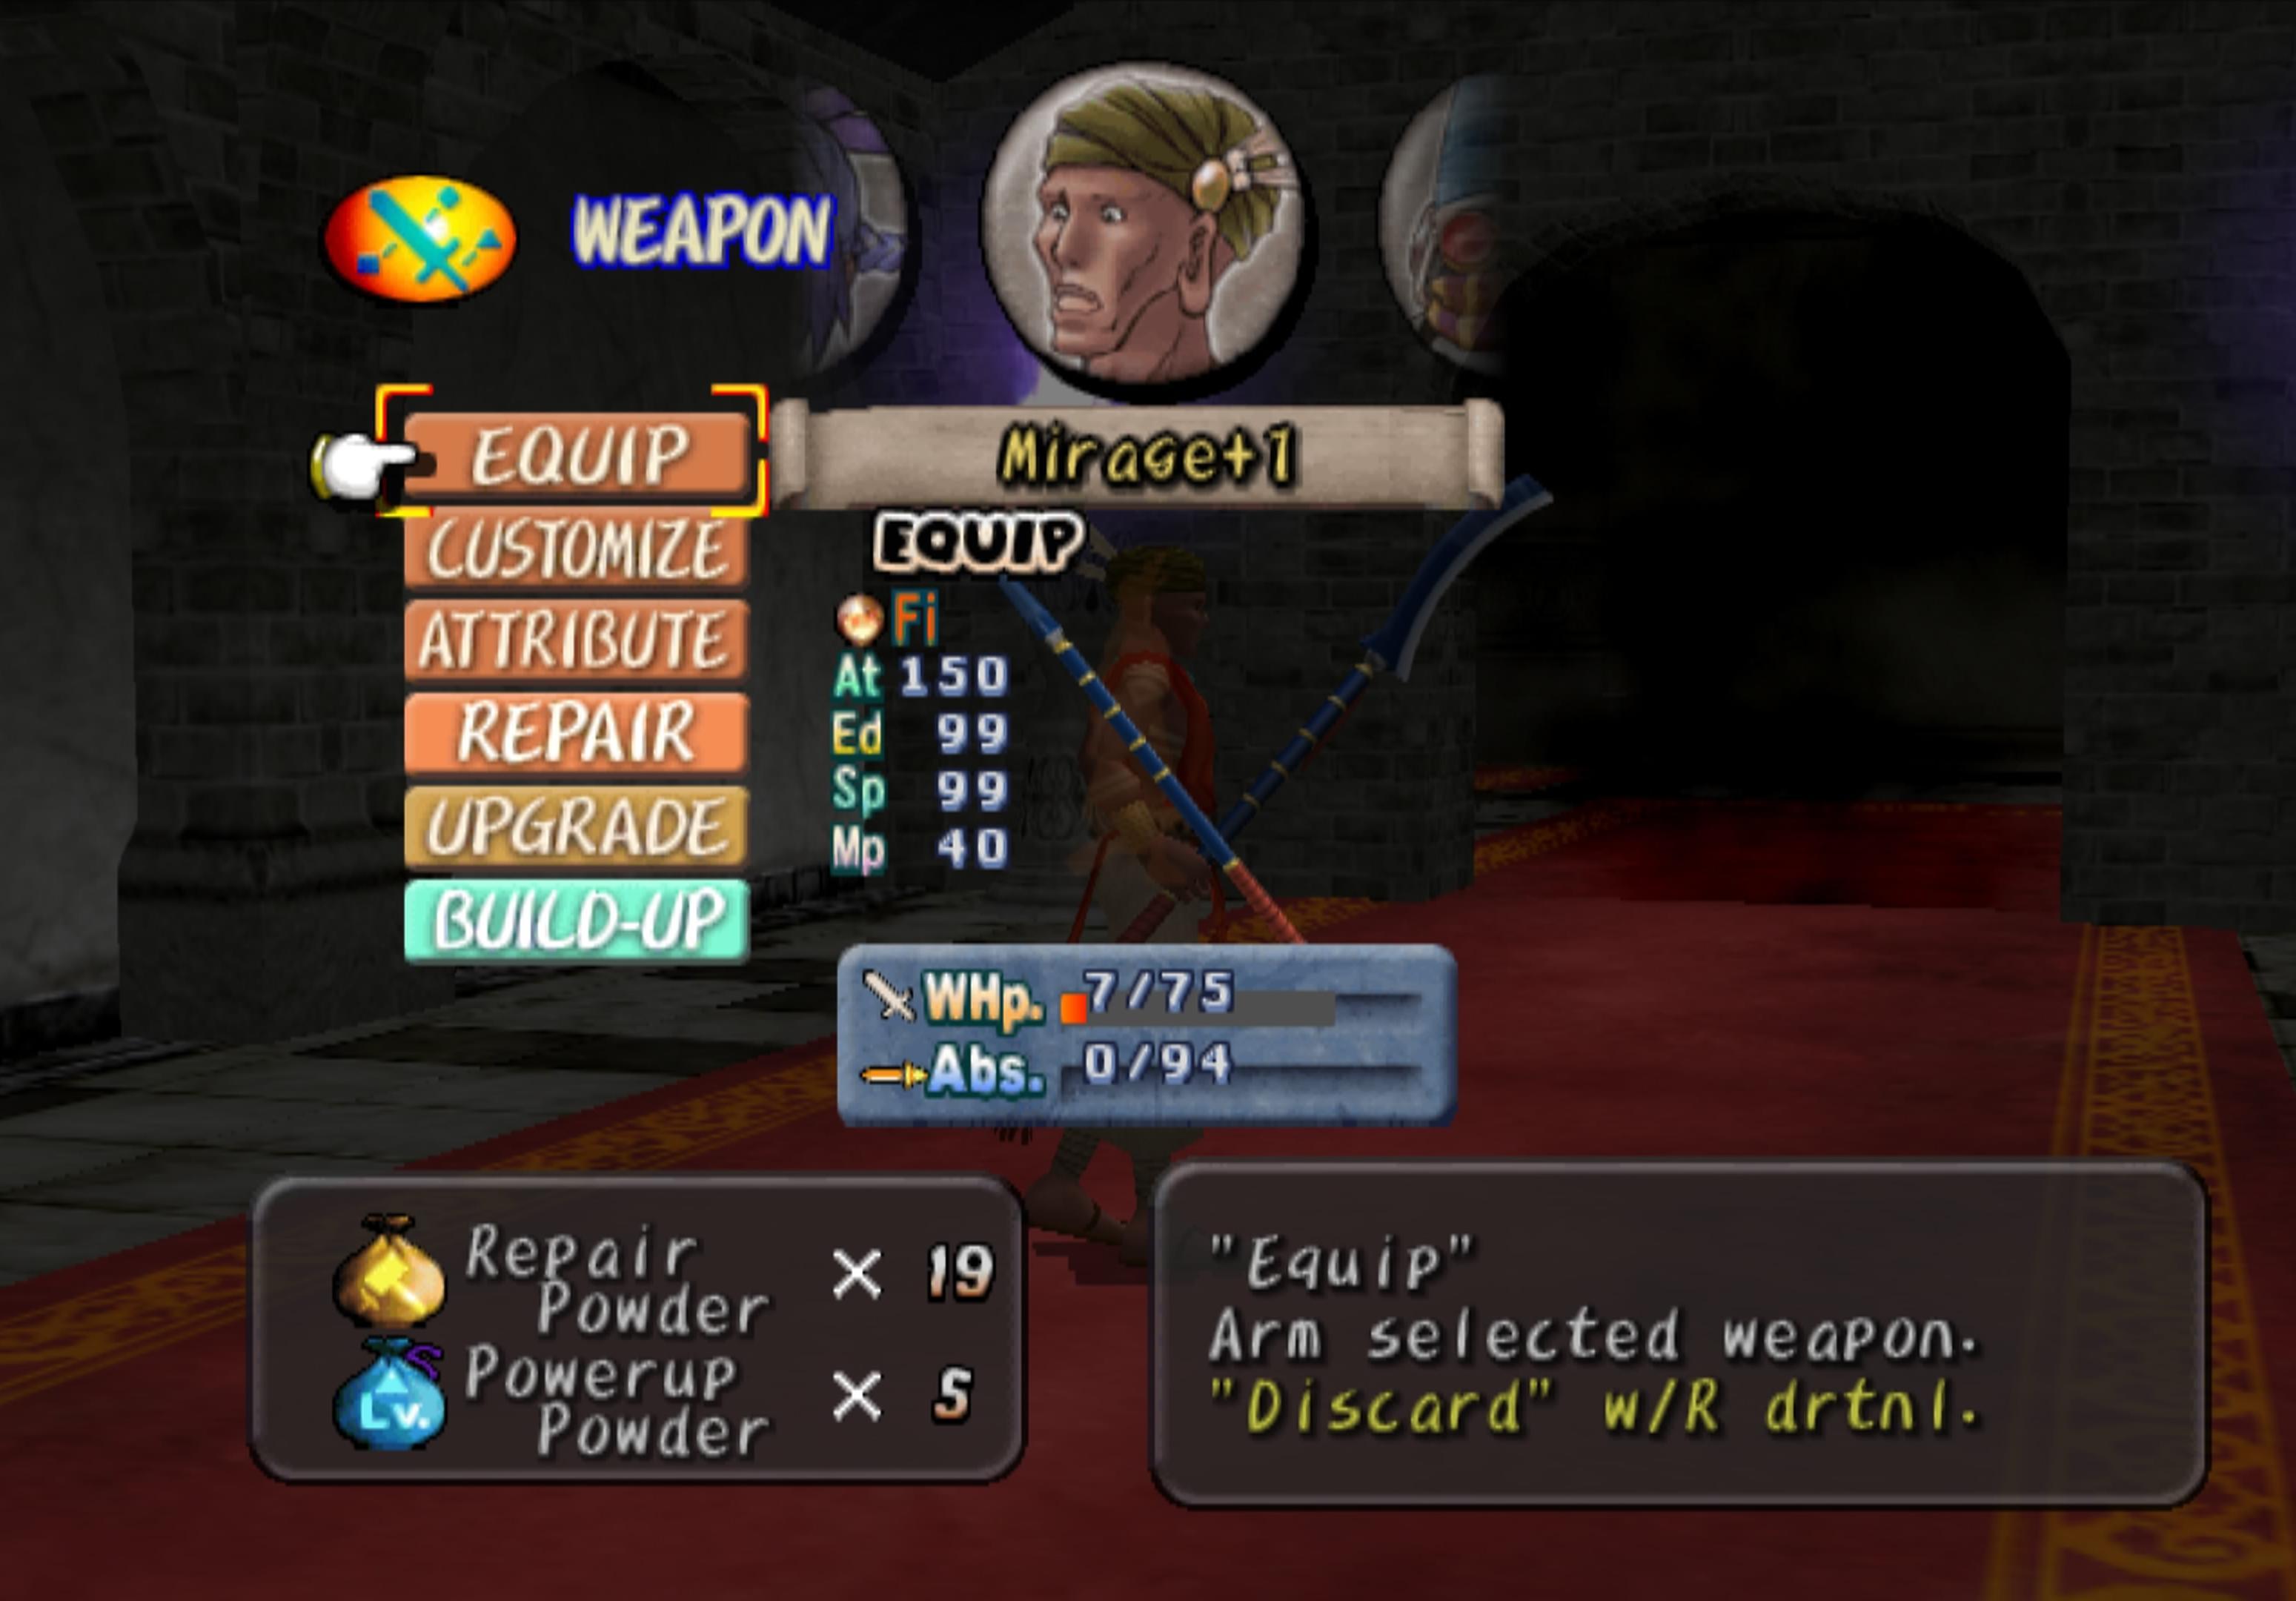 WEAPON
EQUIP
CUSTOMIZE
ATTRIBUTE
REPAIR
UPGRADE
BUILD-UP
Mirage+1
EQUIP
Fi
At 150
Ed 99
Sp 99
Mp 40
WHp. 7/75
Abs. 0/94
Repair
Powder × 19
Lv.
Powerup
Powder × 5
"Equip"
Arm selected weapon.
"Discard" w/R drtnl.